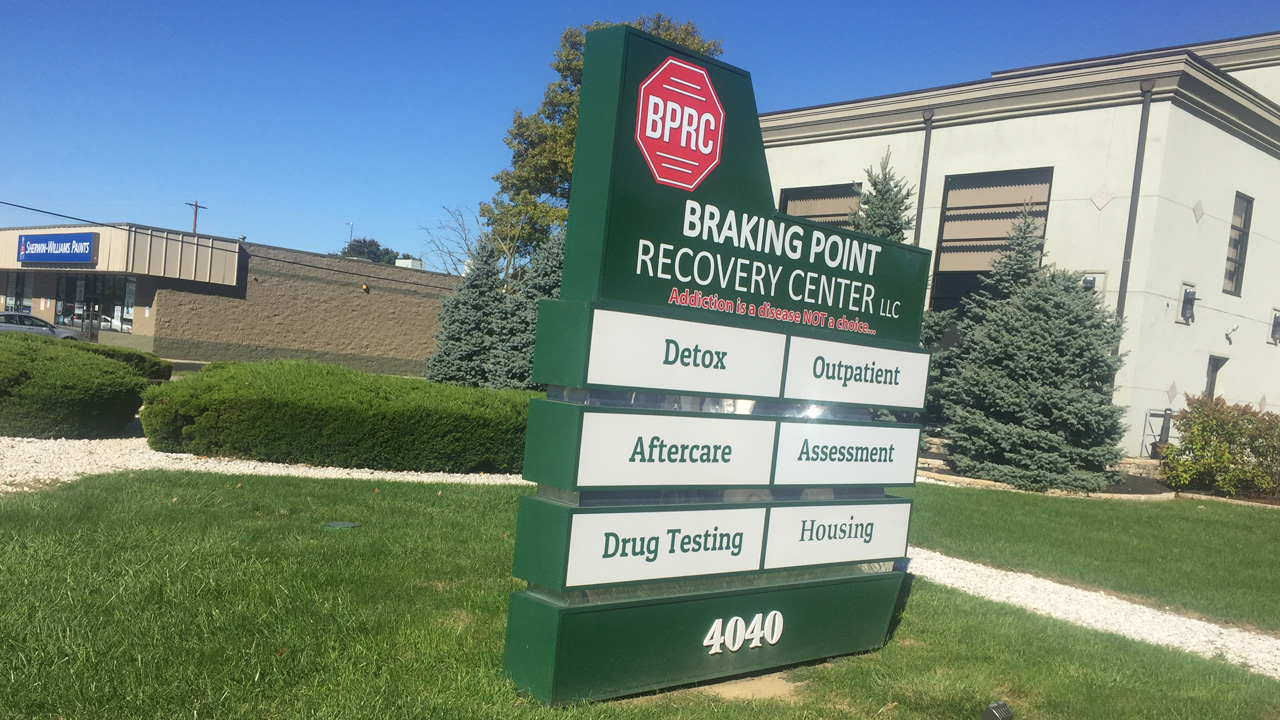 SHERWIN-WILLIAMS PAINTS
BPRC
BRAKING POINT
RECOVERY CENTER LLC
Addiction is a disease NOT a choice...
Detox
Outpatient
Aftercare
Assessment
Drug Testing
Housing
4040